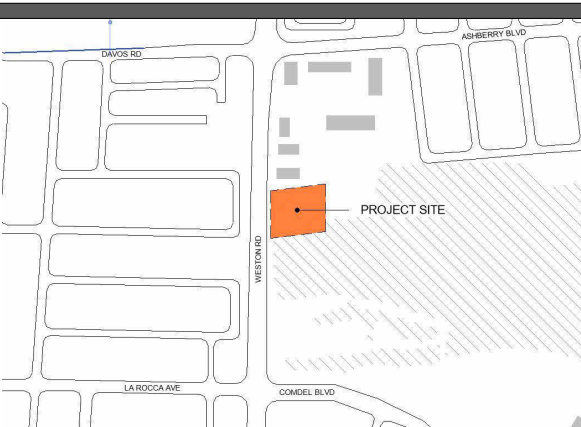 ASHBERRY BLVD
DAVOS RD
PROJECT SITE
WESTON RD
LA ROCCA AVE
COMDEL BLVD